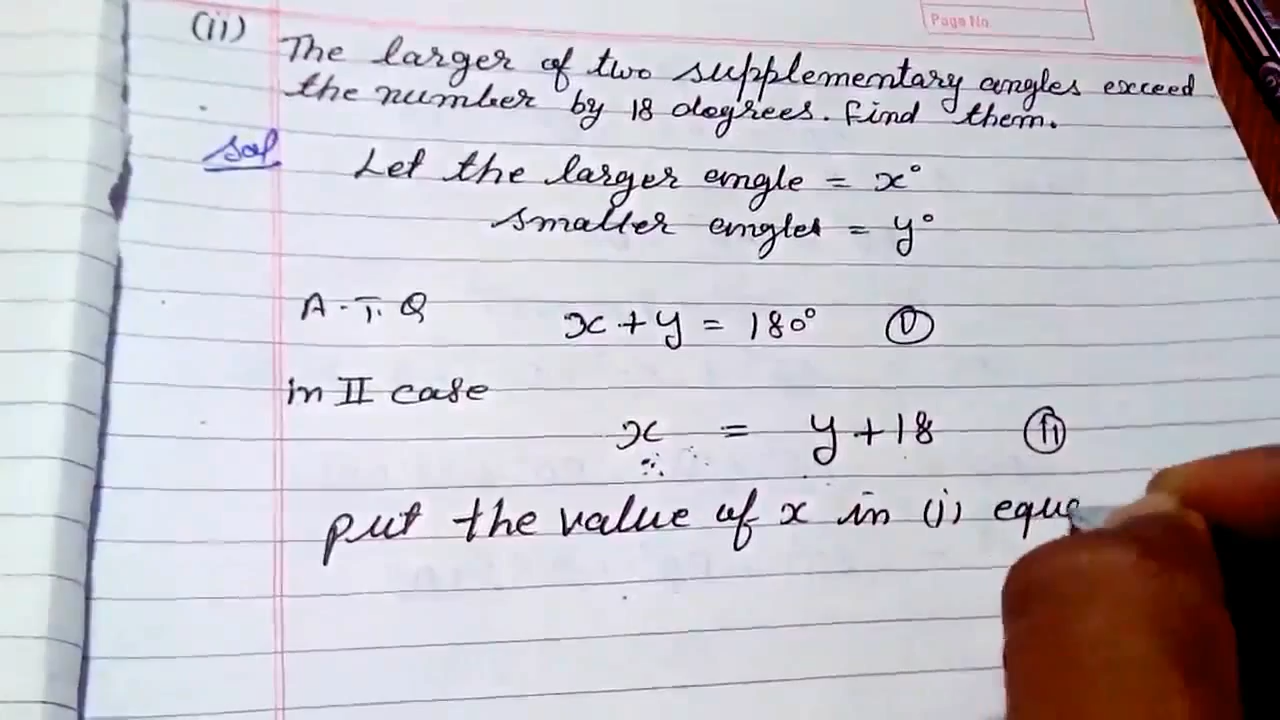 Page No
(ii) The larger of two supplementary angles exceed
the number by 18 degrees. Find them.
Sol Let the larger angle = x°
smaller angles = y°
A.T.Q x + y = 180° (i)
in II case
x = y + 18 (ii)
put the value of x in (i) equa